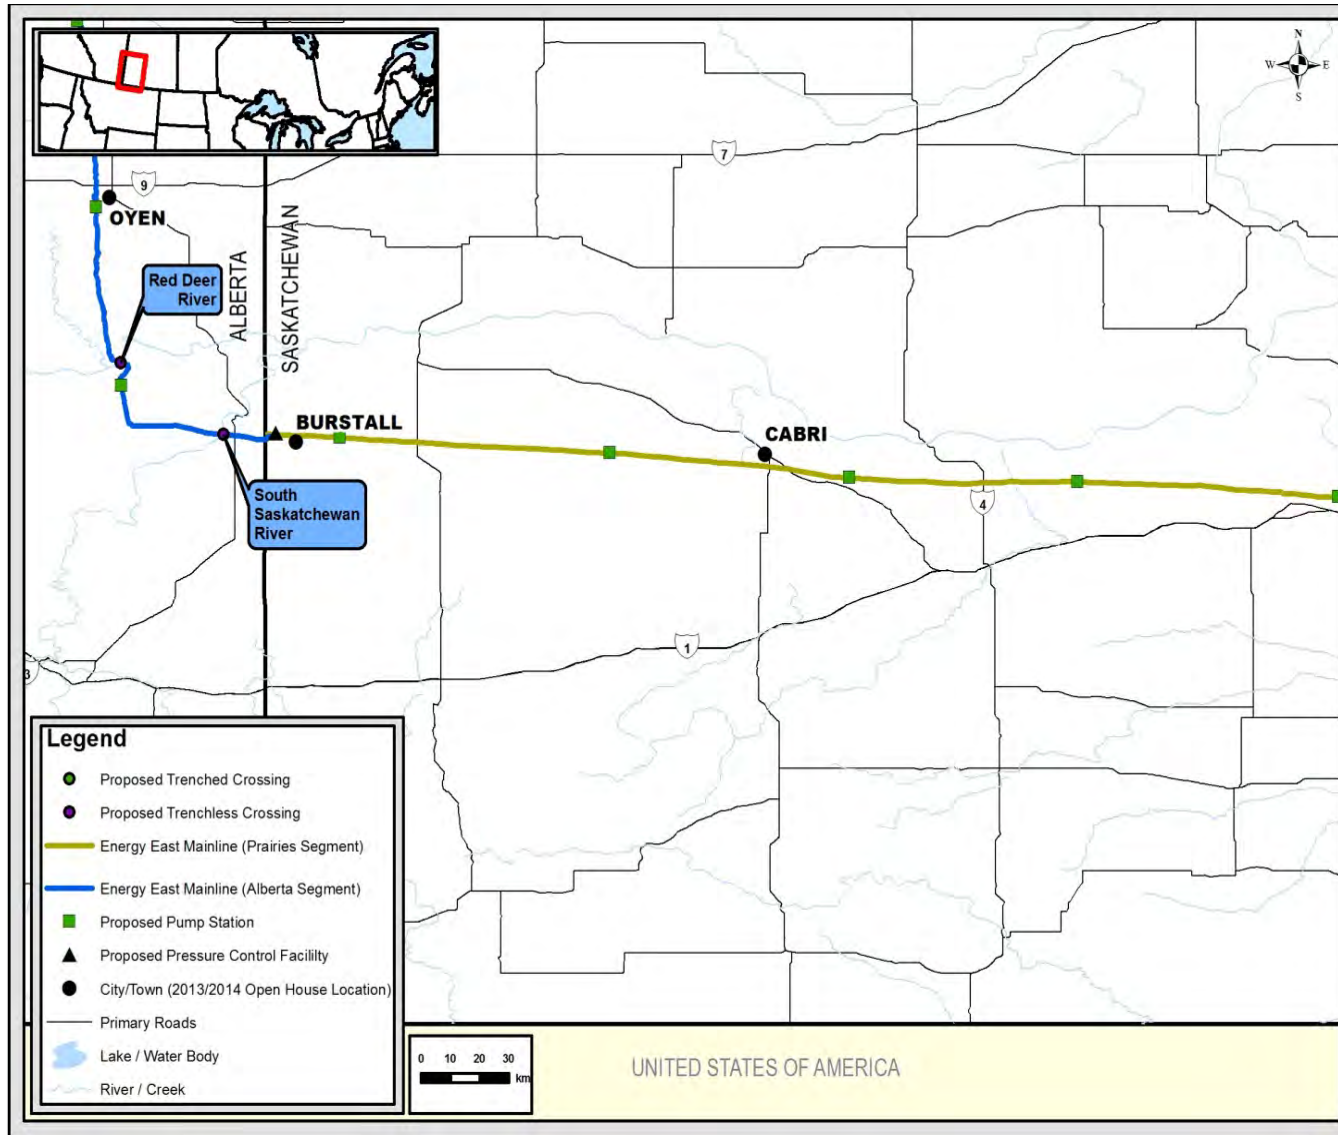 N
W E
S
7
9
OYEN
Red Deer
River
ALBERTA
SASKATCHEWAN
BURSTALL
CABRI
South
Saskatchewan
River
4
1
3
Legend
Proposed Trenched Crossing
Proposed Trenchless Crossing
Energy East Mainline (Prairies Segment)
Energy East Mainline (Alberta Segment)
Proposed Pump Station
Proposed Pressure Control Facililty
City/Town (2013/2014 Open House Location)
Primary Roads
Lake / Water Body
River / Creek
0 10 20 30
km
UNITED STATES OF AMERICA